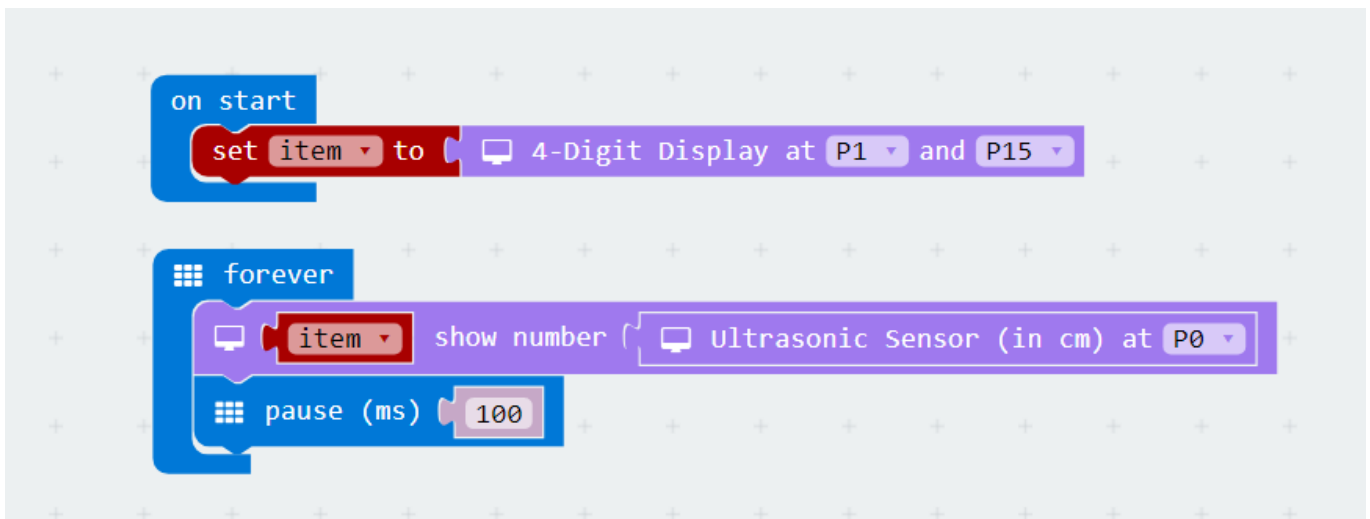 on start
set item to 4-Digit Display at P1 and P15
forever
item show number Ultrasonic Sensor (in cm) at P0
pause (ms) 100